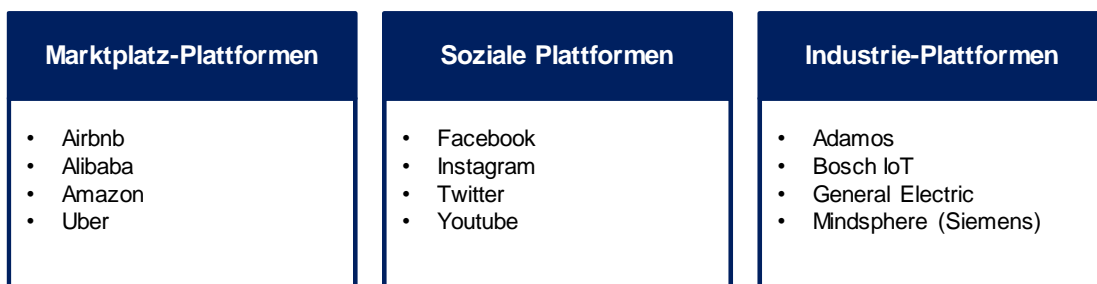 Marktplatz-Plattformen
• Airbnb
• Alibaba
• Amazon
• Uber
Soziale Plattformen
• Facebook
• Instagram
• Twitter
• Youtube
Industrie-Plattformen
• Adamos
• Bosch IoT
• General Electric
• Mindsphere (Siemens)